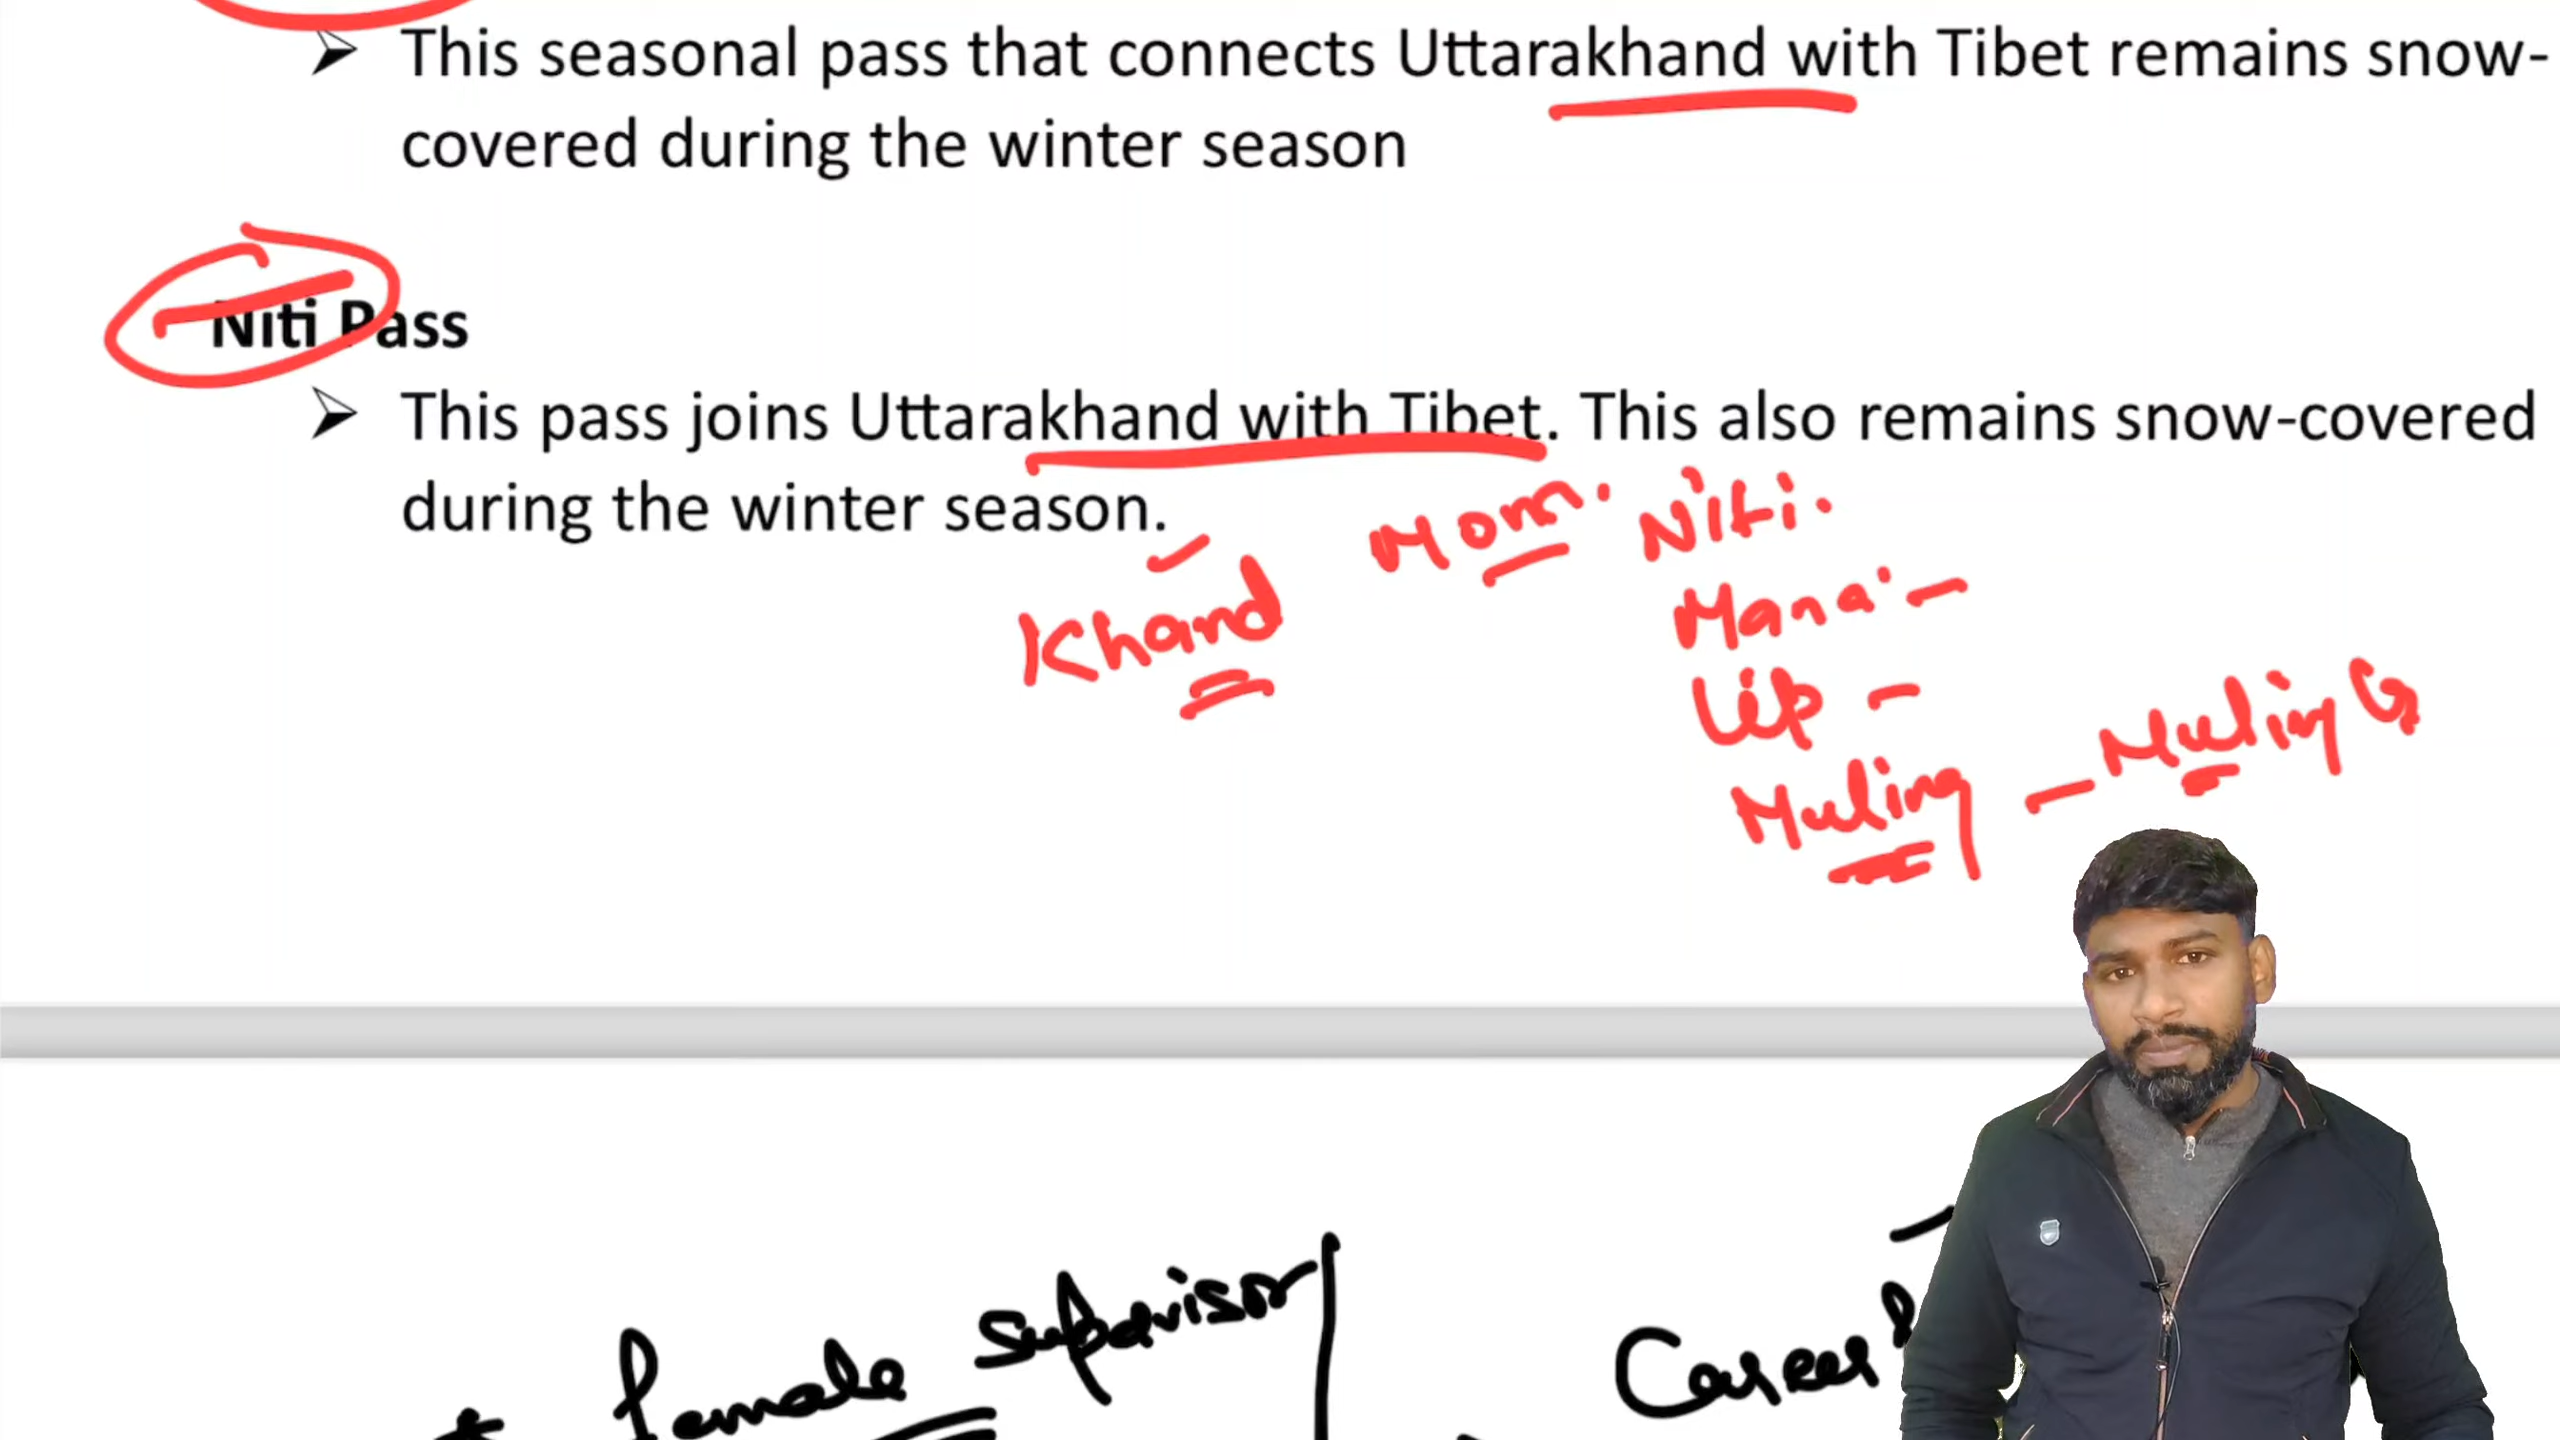 This seasonal pass that connects Uttarakhand with Tibet remains snow-
covered during the winter season
Niti Pass
This pass joins Uttarakhand with Tibet. This also remains snow-covered
during the winter season.
Khand
Niti.
Mana -
Lip -
Muling - Muling G
female supervisor
Career